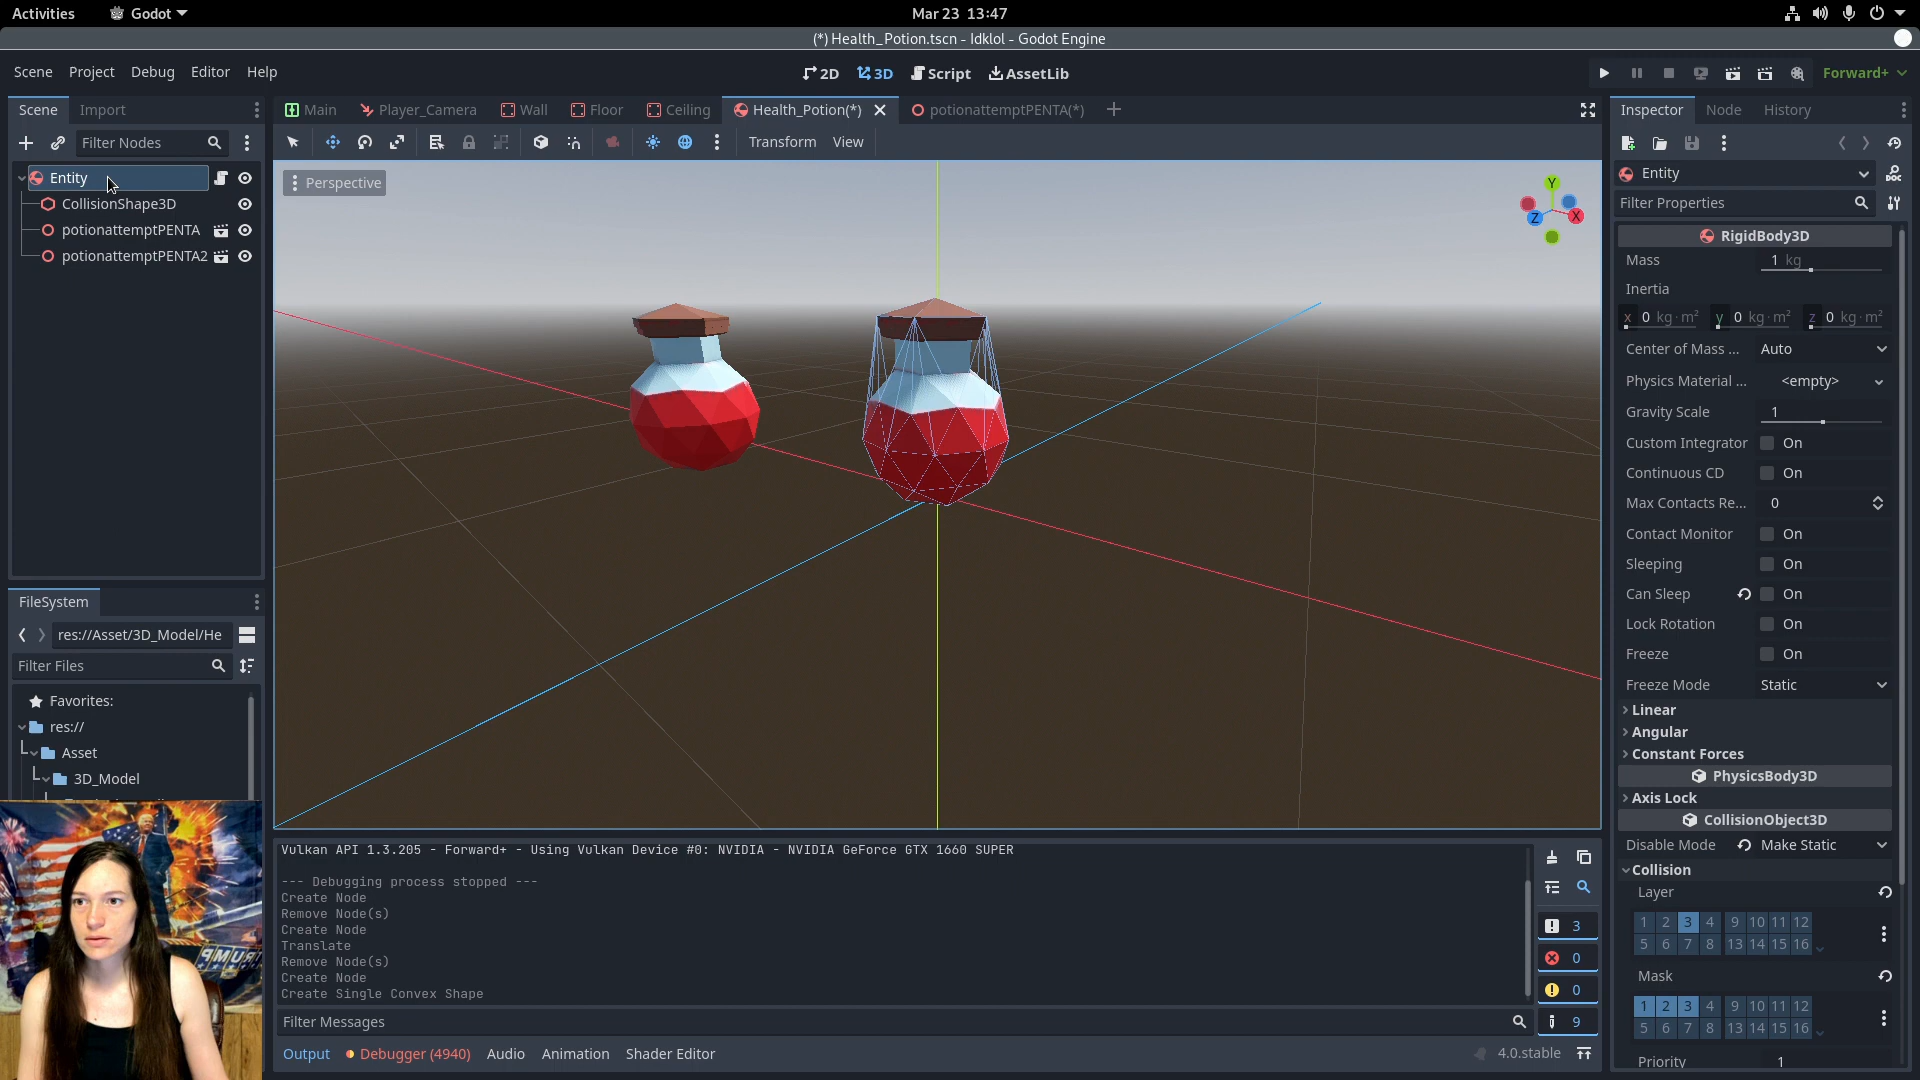 Activities
Godot
Mar 23 13:47
(*) Health_Potion.tscn - Idklol - Godot Engine
Scene Project Debug Editor Help
2D 3D Script AssetLib
Forward+
Scene Import
Main Player_Camera Wall Floor Ceiling Health_Potion(*) potionattemptPENTA(*)
Inspector Node History
Filter Nodes
Transform View
Entity
CollisionShape3D
potionattemptPENTA
potionattemptPENTA2
Perspective
Y
X
Z
FileSystem
res://Asset/3D_Model/He
Filter Files
Favorites:
res://
Asset
3D_Model
TRUMP
Vulkan API 1.3.205 - Forward+ - Using Vulkan Device #0: NVIDIA - NVIDIA GeForce GTX 1660 SUPER
--- Debugging process stopped ---
Create Node
Remove Node(s)
Create Node
Translate
Remove Node(s)
Create Node
Create Single Convex Shape
Filter Messages
3
0
0
9
Output Debugger (4940) Audio Animation Shader Editor
4.0.stable
Entity
Filter Properties
RigidBody3D
Mass 1 kg
Inertia
x 0 kg·m² y 0 kg·m² z 0 kg·m²
Center of Mass ... Auto
Physics Material ... <empty>
Gravity Scale 1
Custom Integrator On
Continuous CD On
Max Contacts Re... 0
Contact Monitor On
Sleeping On
Can Sleep On
Lock Rotation On
Freeze On
Freeze Mode Static
Linear
Angular
Constant Forces
PhysicsBody3D
Axis Lock
CollisionObject3D
Disable Mode Make Static
Collision
Layer
1 2 3 4 9 10 11 12
5 6 7 8 13 14 15 16
Mask
1 2 3 4 9 10 11 12
5 6 7 8 13 14 15 16
Priority 1